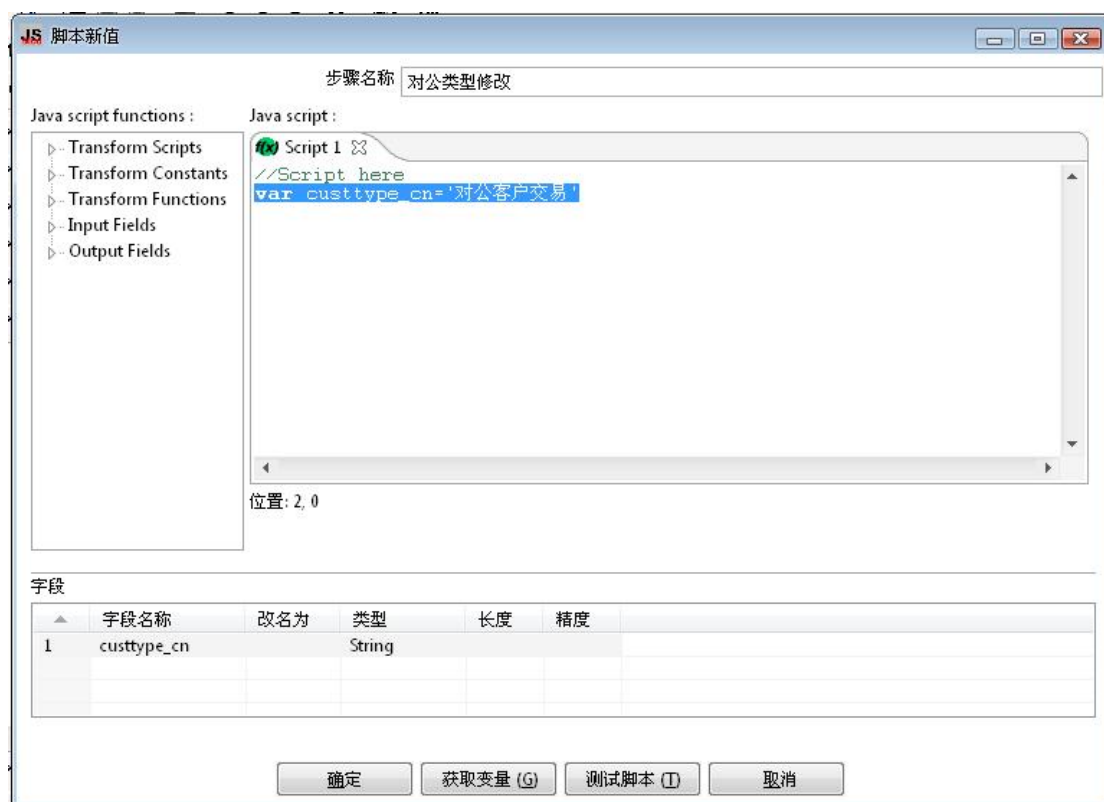 JS 脚本新值
步骤名称 对公类型修改
Java script functions :
Transform Scripts
Transform Constants
Transform Functions
Input Fields
Output Fields
Java script :
f(x) Script 1
//Script here
var custtype_cn='对公客户交易'
位置: 2, 0
字段
字段名称 改名为 类型 长度 精度
1 custtype_cn String
确定 获取变量 (G) 测试脚本 (T) 取消